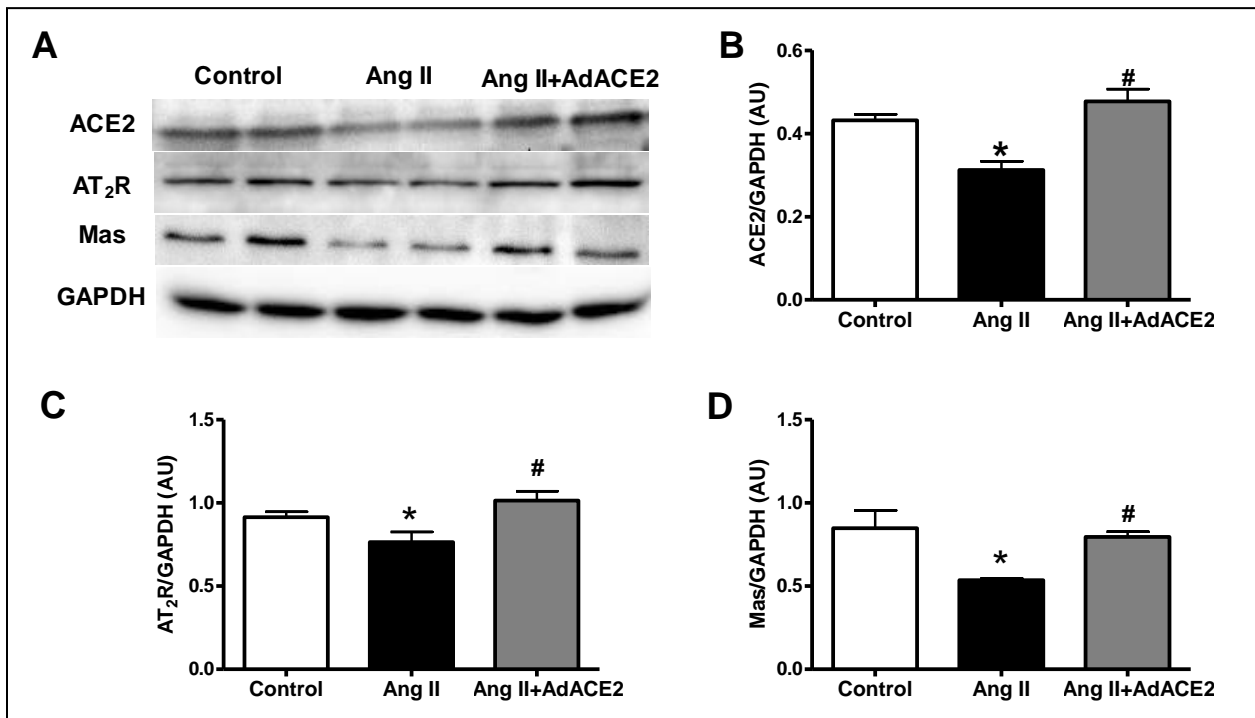 A
Control Ang II Ang II+AdACE2
ACE2
AT₂R
Mas
GAPDH
B
ACE2/GAPDH (AU)
0.6
0.4
0.2
0.0
#
*
Control Ang II Ang II+AdACE2
C
AT₂R/GAPDH (AU)
1.5
1.0
0.5
0.0
#
*
Control Ang II Ang II+AdACE2
D
Mas/GAPDH (AU)
1.5
1.0
0.5
0.0
#
*
Control Ang II Ang II+AdACE2